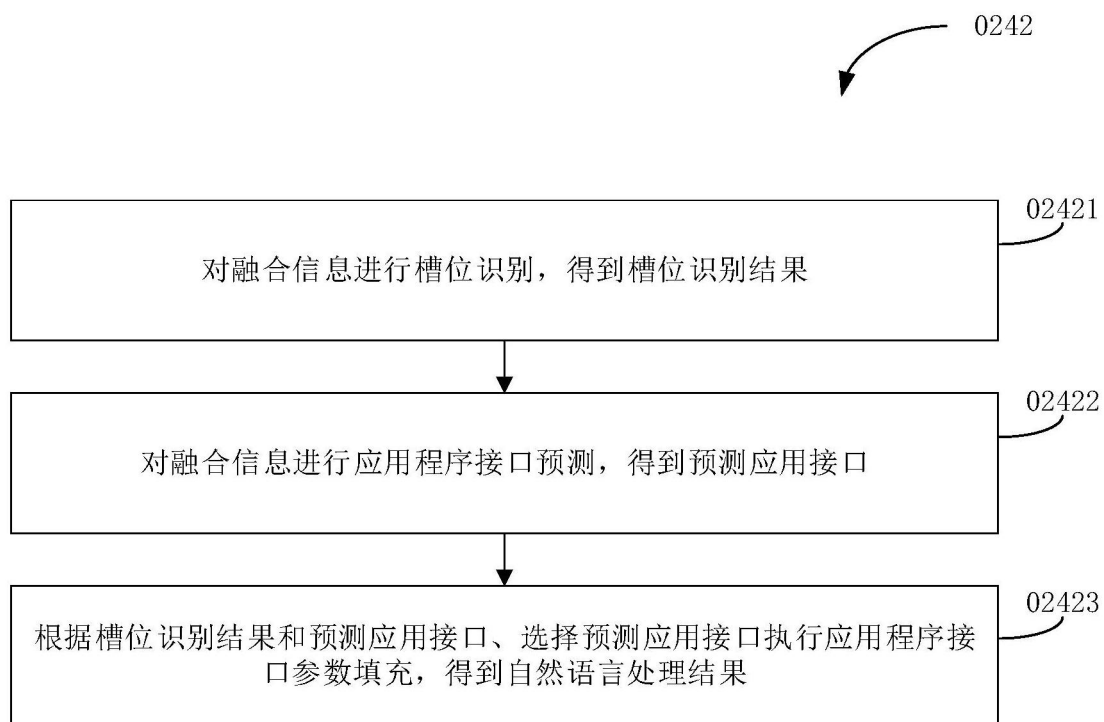 0242
02421
对融合信息进行槽位识别，得到槽位识别结果
02422
对融合信息进行应用程序接口预测，得到预测应用接口
02423
根据槽位识别结果和预测应用接口、选择预测应用接口执行应用程序接
口参数填充，得到自然语言处理结果